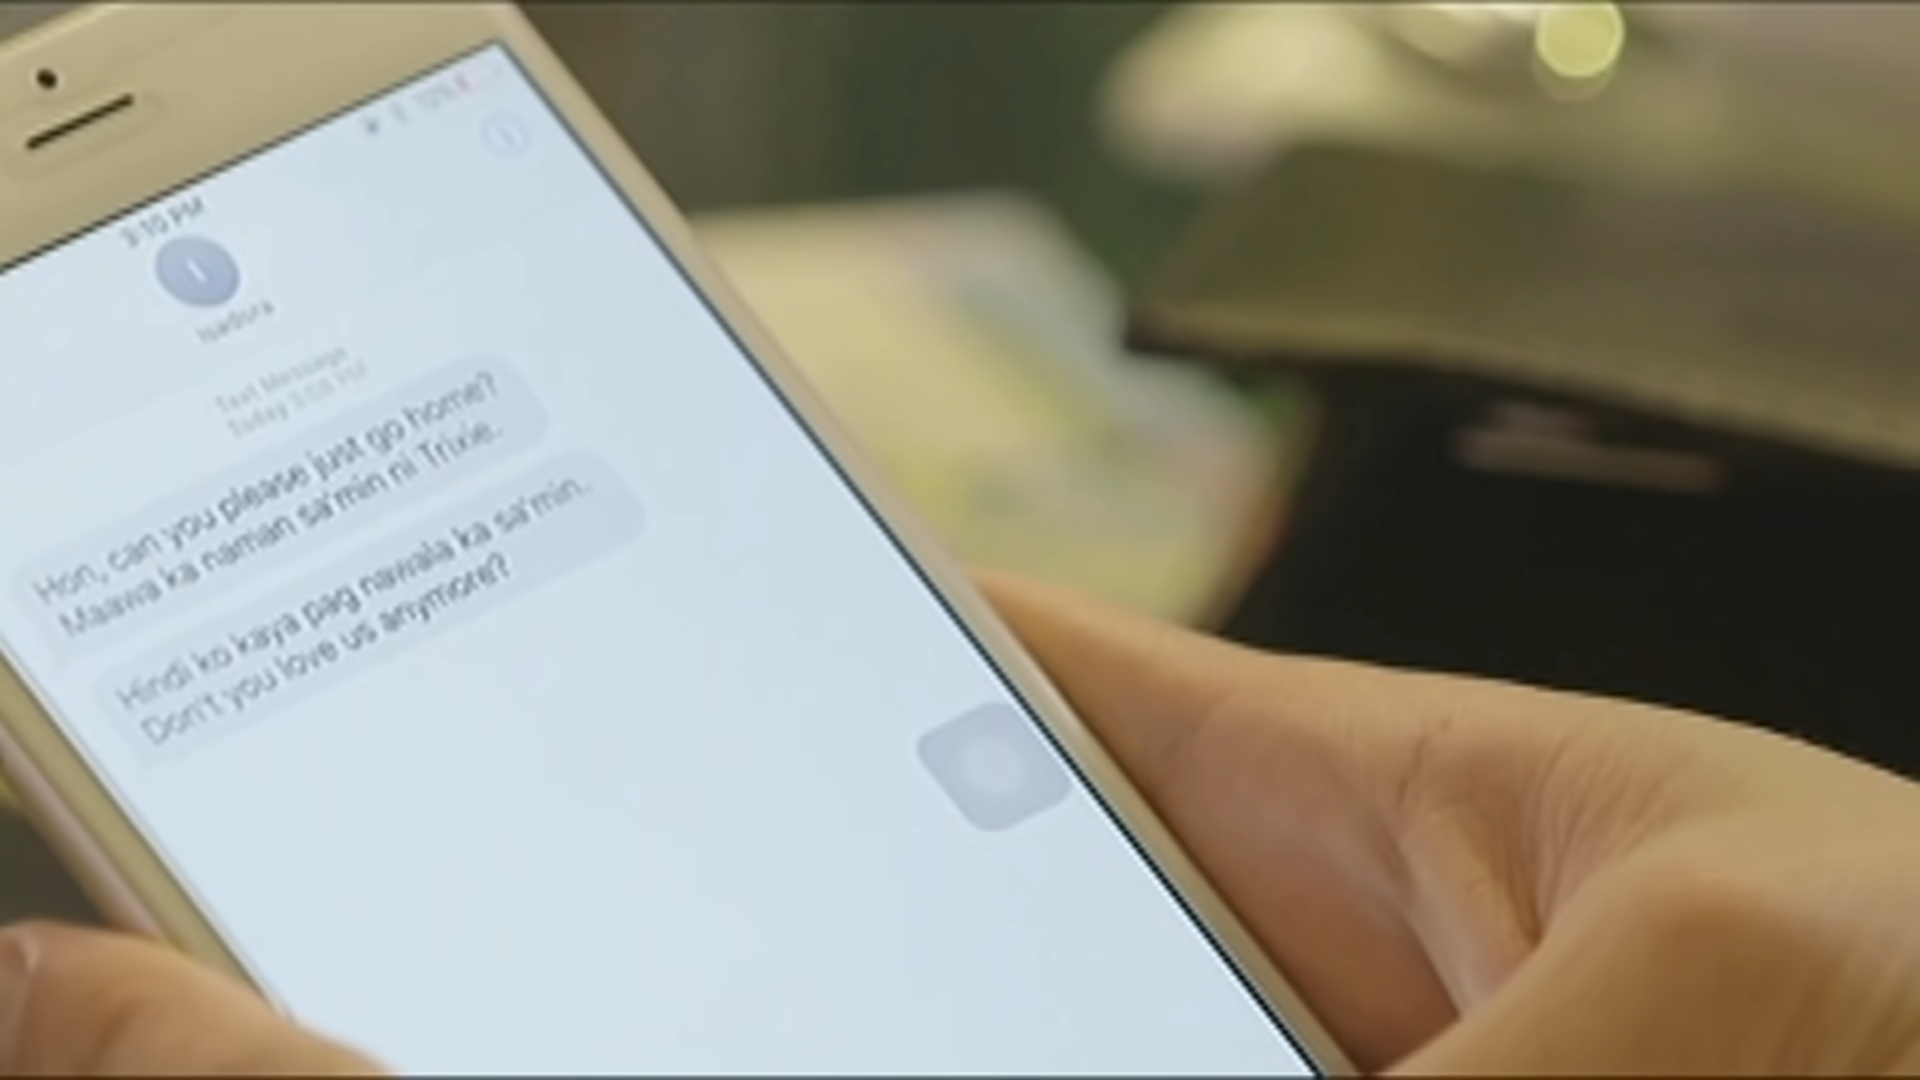 3:10 PM
I
Isadora
Text Message
Today 3:08 PM
Hon, can you please just go home?
Maawa ka naman sa'min ni Trixie.
Hindi ko kaya pag nawala ka sa'min.
Don't you love us anymore?